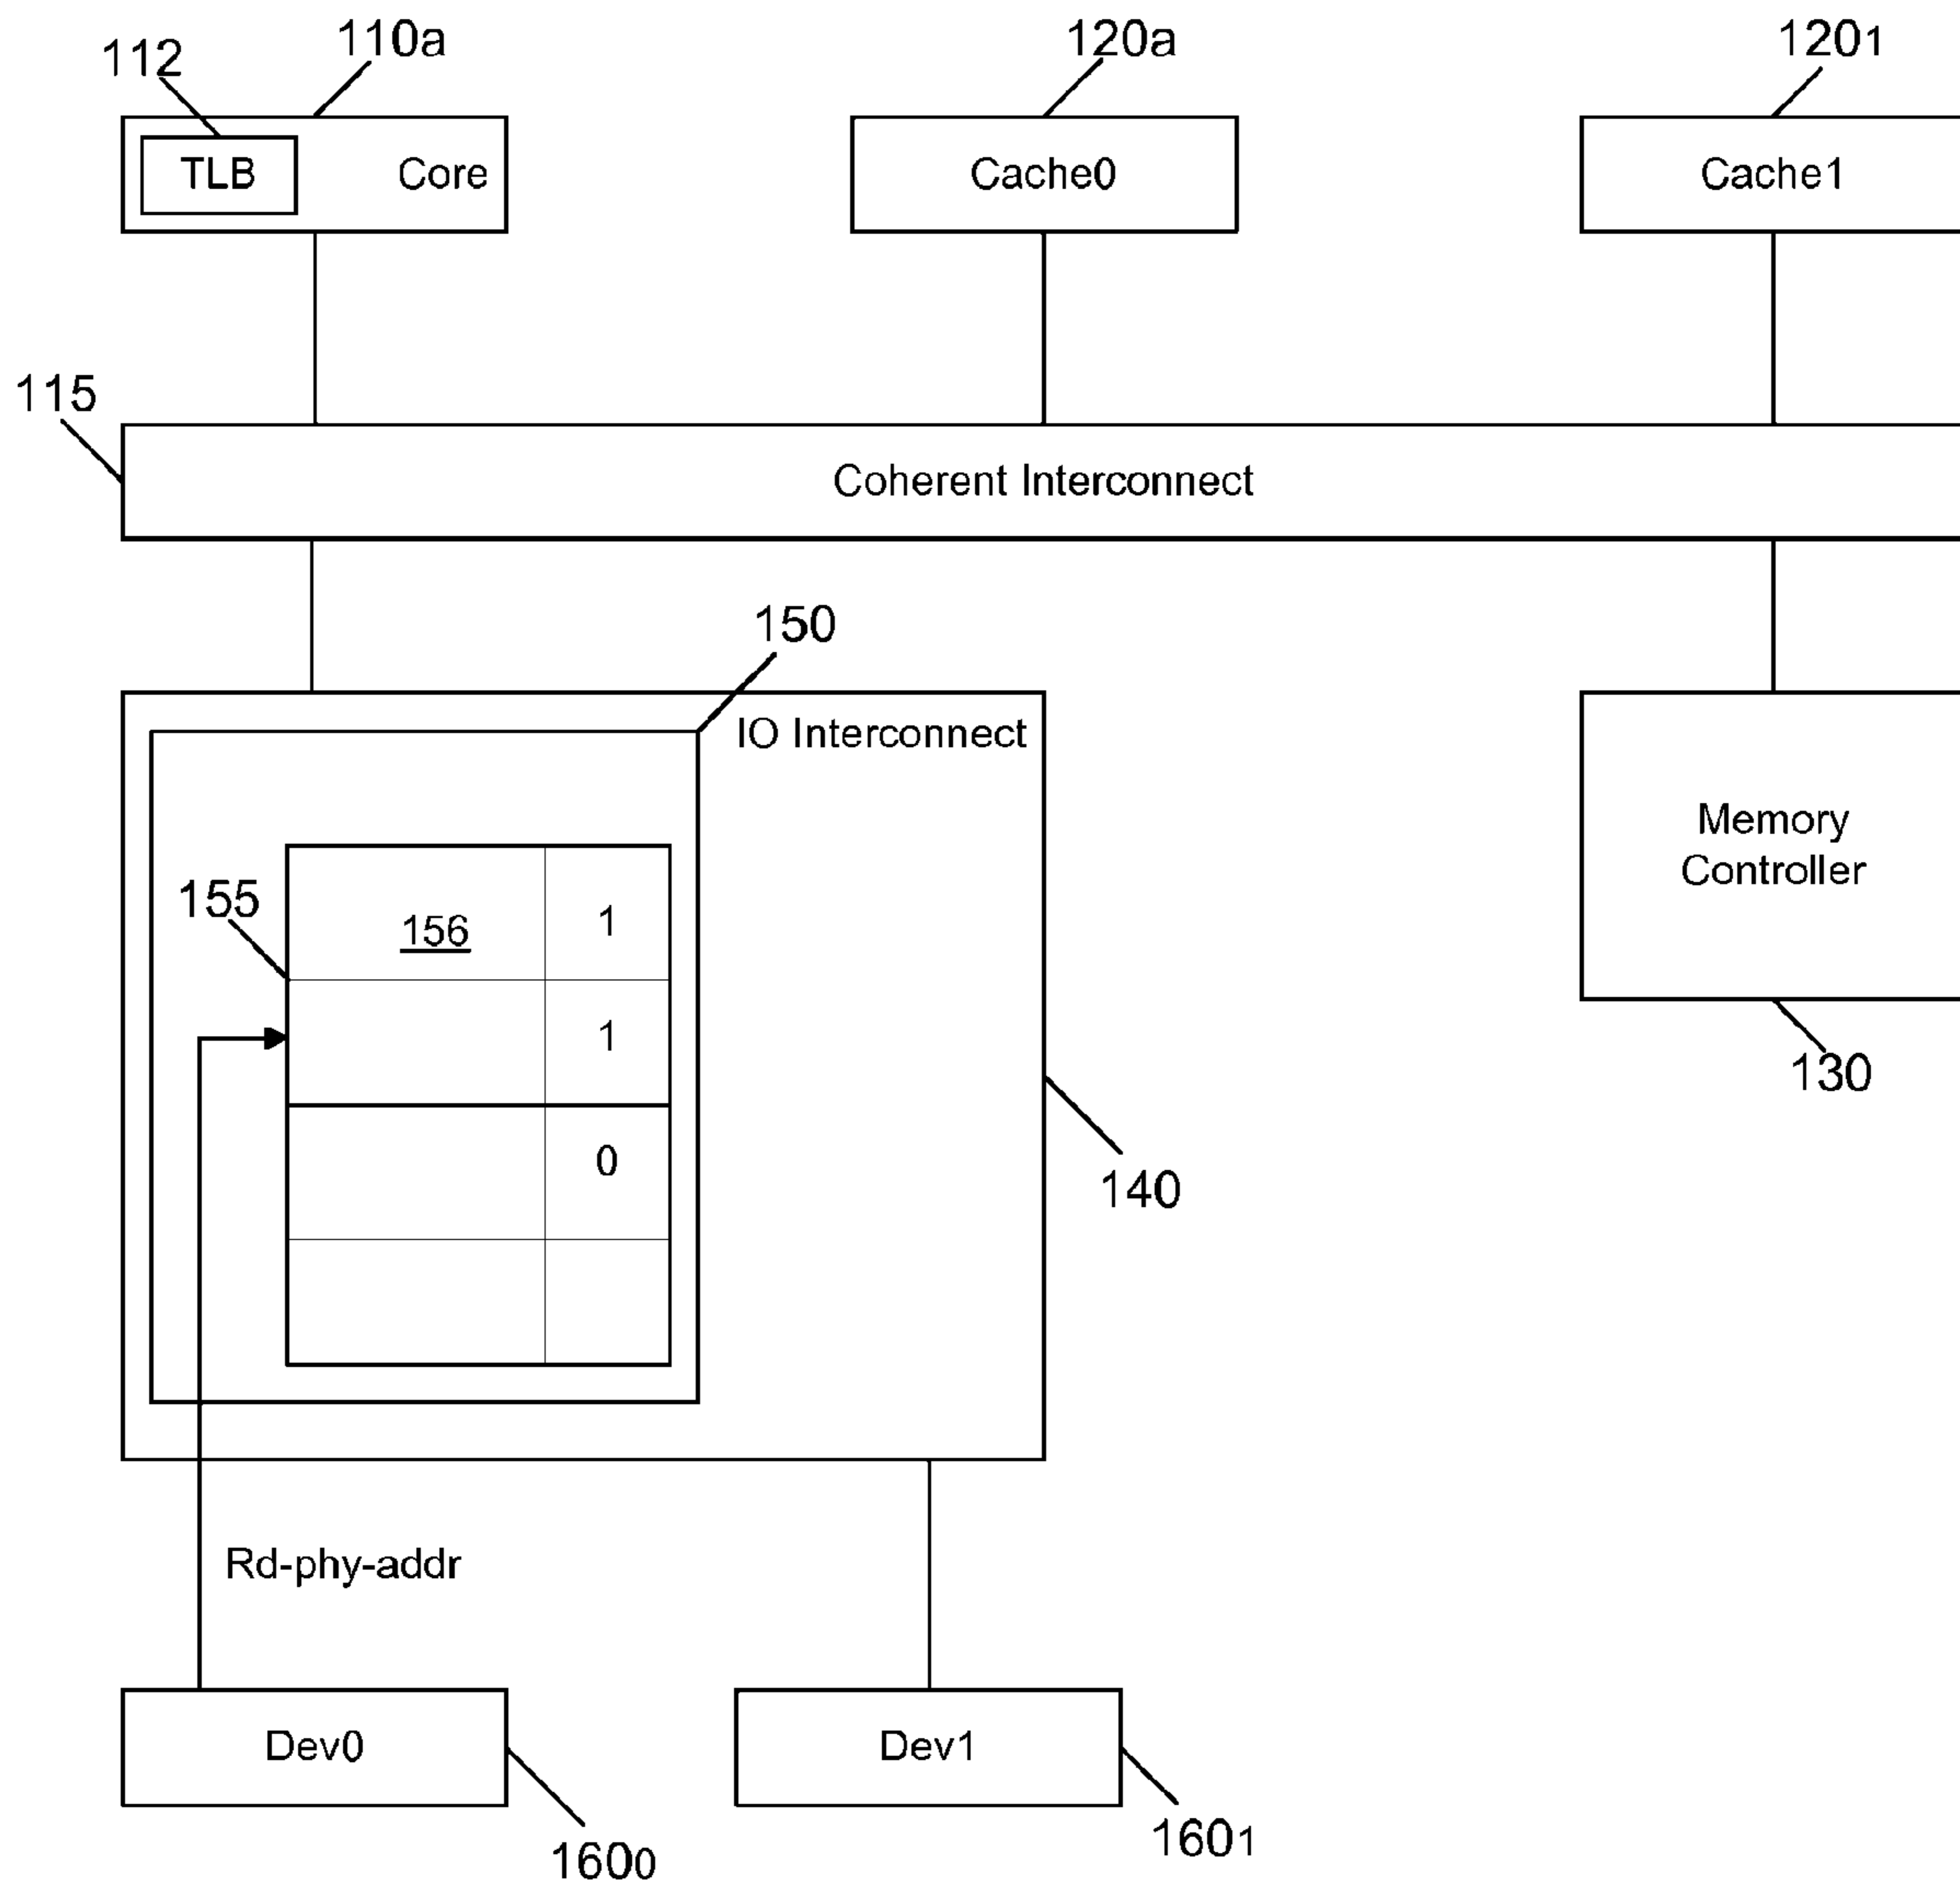 112
110a
120a
1201
TLB
Core
Cache0
Cache1
115
Coherent Interconnect
150
IO Interconnect
Memory
Controller
155
156
1
1
130
0
140
Rd-phy-addr
Dev0
Dev1
1600
1601